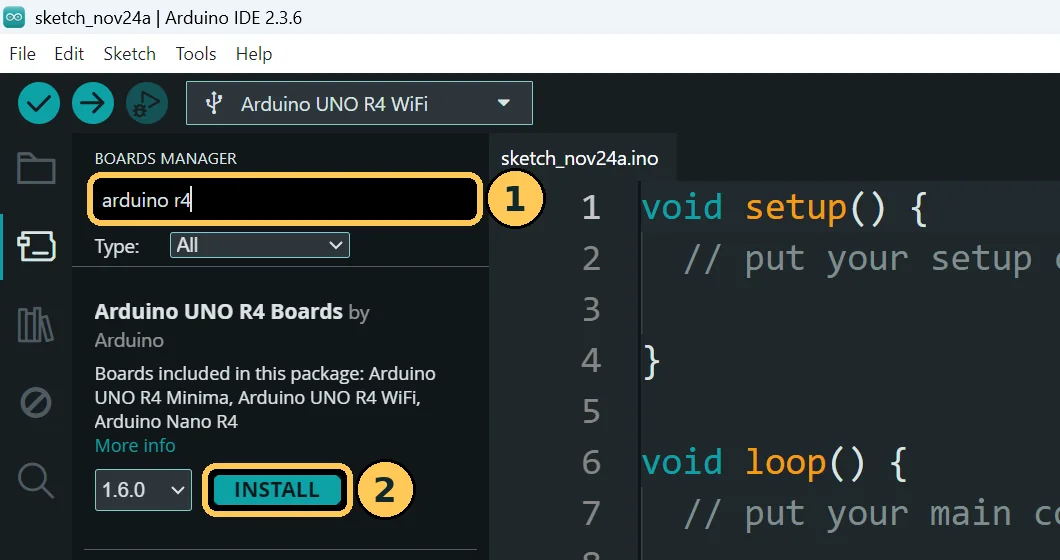 sketch_nov24a | Arduino IDE 2.3.6
File Edit Sketch Tools Help
Arduino UNO R4 WiFi
BOARDS MANAGER
arduino r4
1
Type: All
Arduino UNO R4 Boards by
Arduino
Boards included in this package: Arduino
UNO R4 Minima, Arduino UNO R4 WiFi,
Arduino Nano R4
More info
1.6.0 INSTALL 2
sketch_nov24a.ino
1 void setup() {
2 // put your setup
3
4 }
5
6 void loop() {
7 // put your main
8